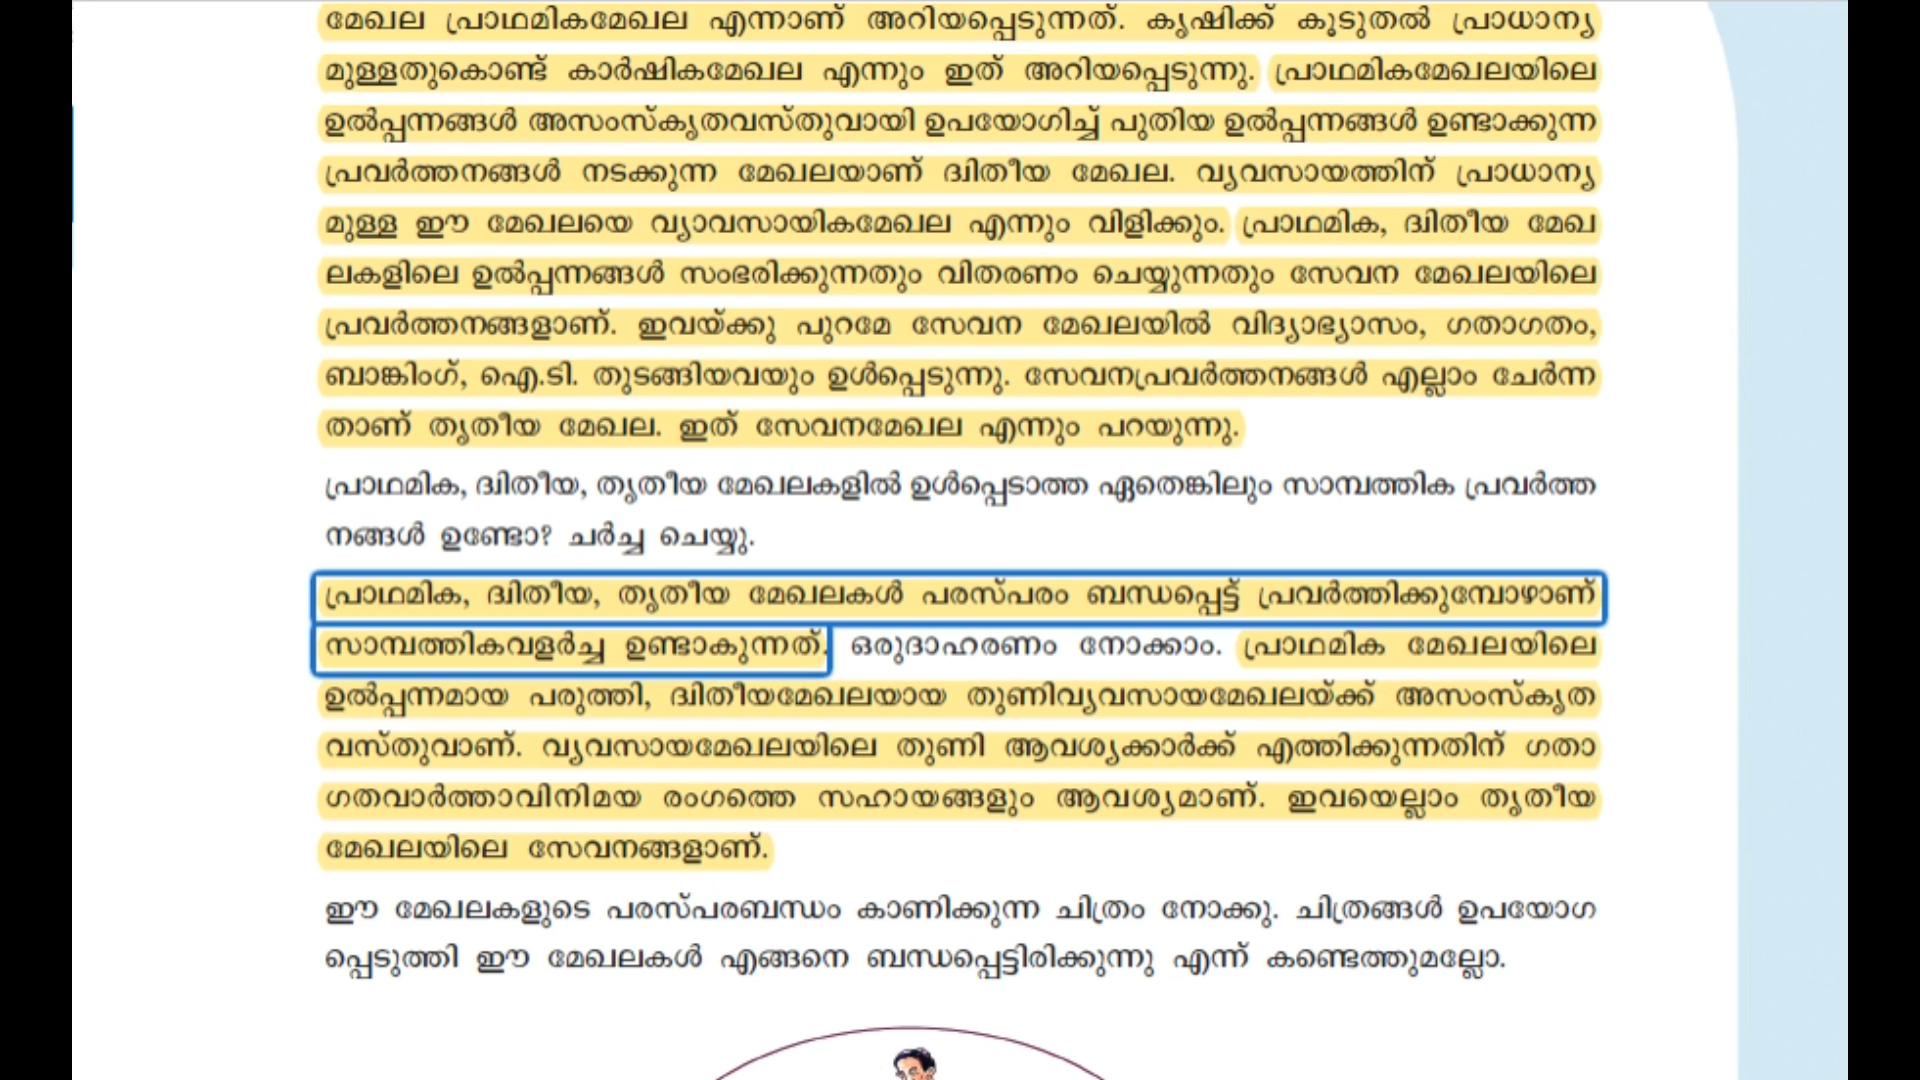 മേഖല പ്രാഥമികമേഖല എന്നാണ് അറിയപ്പെടുന്നത്. കൃഷിക്ക് കൂടുതൽ പ്രാധാന്യ
മുള്ളതുകൊണ്ട് കാർഷികമേഖല എന്നും ഇത് അറിയപ്പെടുന്നു. പ്രാഥമികമേഖലയിലെ
ഉൽപ്പന്നങ്ങൾ അസംസ്കൃതവസ്തുവായി ഉപയോഗിച്ച് പുതിയ ഉൽപ്പന്നങ്ങൾ ഉണ്ടാക്കുന്ന
പ്രവർത്തനങ്ങൾ നടക്കുന്ന മേഖലയാണ് ദ്വിതീയ മേഖല. വ്യവസായത്തിന് പ്രാധാന്യ
മുള്ള ഈ മേഖലയെ വ്യാവസായികമേഖല എന്നും വിളിക്കും. പ്രാഥമിക, ദ്വിതീയ മേഖ
ലകളിലെ ഉൽപ്പന്നങ്ങൾ സംഭരിക്കുന്നതും വിതരണം ചെയ്യുന്നതും സേവന മേഖലയിലെ
പ്രവർത്തനങ്ങളാണ്. ഇവയ്ക്കു പുറമേ സേവന മേഖലയിൽ വിദ്യാഭ്യാസം, ഗതാഗതം,
ബാങ്കിംഗ്, ഐ.ടി. തുടങ്ങിയവയും ഉൾപ്പെടുന്നു. സേവനപ്രവർത്തനങ്ങൾ എല്ലാം ചേർന്ന
താണ് തൃതീയ മേഖല. ഇത് സേവനമേഖല എന്നും പറയുന്നു.
പ്രാഥമിക, ദ്വിതീയ, തൃതീയ മേഖലകളിൽ ഉൾപ്പെടാത്ത ഏതെങ്കിലും സാമ്പത്തിക പ്രവർത്ത
നങ്ങൾ ഉണ്ടോ? ചർച്ച ചെയ്യൂ.
പ്രാഥമിക, ദ്വിതീയ, തൃതീയ മേഖലകൾ പരസ്പരം ബന്ധപ്പെട്ട് പ്രവർത്തിക്കുമ്പോഴാണ്
സാമ്പത്തികവളർച്ച ഉണ്ടാകുന്നത്. ഒരുദാഹരണം നോക്കാം. പ്രാഥമിക മേഖലയിലെ
ഉൽപ്പന്നമായ പരുത്തി, ദ്വിതീയമേഖലയായ തുണിവ്യവസായമേഖലയ്ക്ക് അസംസ്കൃത
വസ്തുവാണ്. വ്യവസായമേഖലയിലെ തുണി ആവശ്യക്കാർക്ക് എത്തിക്കുന്നതിന് ഗതാ
ഗതവാർത്താവിനിമയ രംഗത്തെ സഹായങ്ങളും ആവശ്യമാണ്. ഇവയെല്ലാം തൃതീയ
മേഖലയിലെ സേവനങ്ങളാണ്.
ഈ മേഖലകളുടെ പരസ്പരബന്ധം കാണിക്കുന്ന ചിത്രം നോക്കൂ. ചിത്രങ്ങൾ ഉപയോഗ
പ്പെടുത്തി ഈ മേഖലകൾ എങ്ങനെ ബന്ധപ്പെട്ടിരിക്കുന്നു എന്ന് കണ്ടെത്തുമല്ലോ.